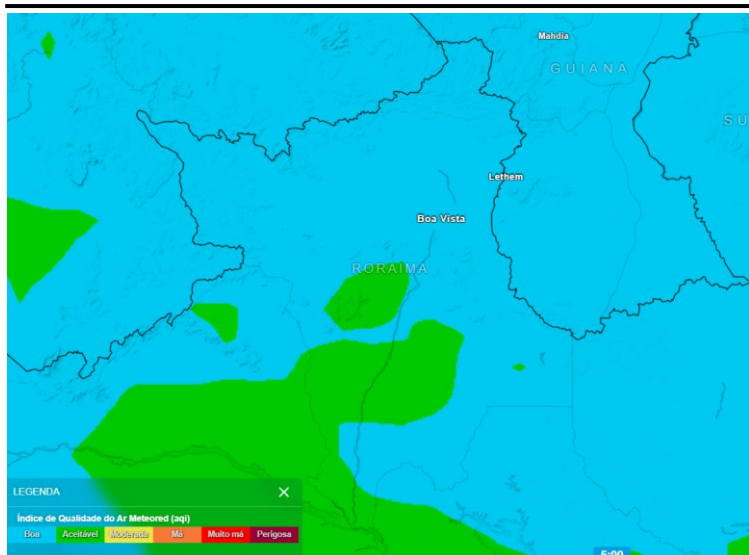 Mahdia
GUIANA
SU
Lethem
Boa Vista
RORAIMA
LEGENDA
Índice de Qualidade do Ar Meteored (aqi)
Boa Aceitável Moderada Má Muito má Perigosa
5:00